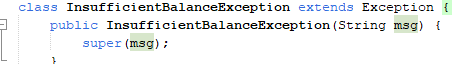 class InsufficientBalanceException extends Exception {
public InsufficientBalanceException(String msg) {
super(msg);
}